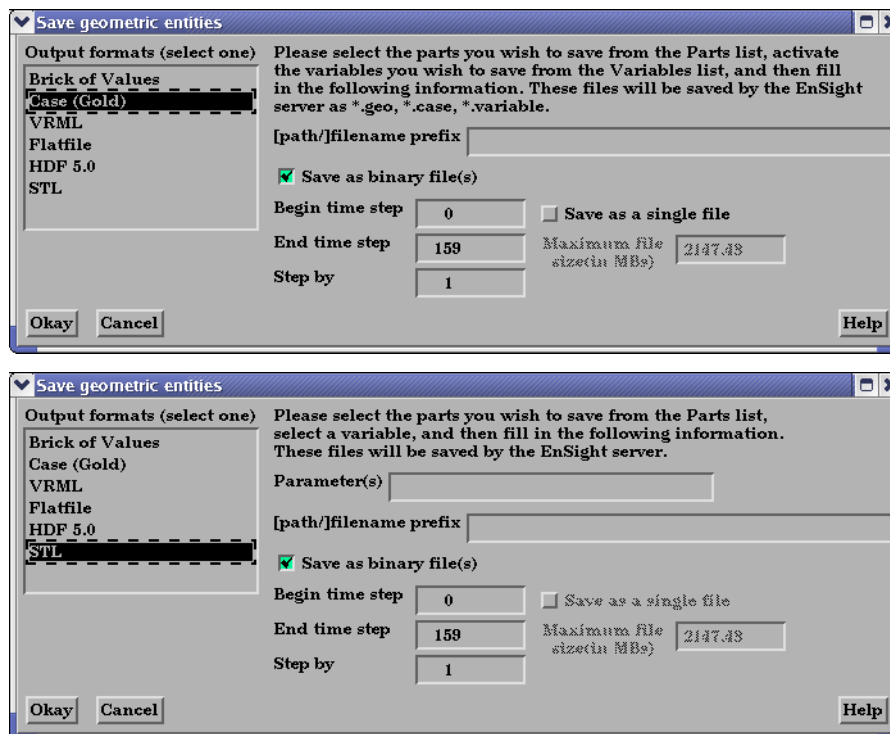 Save geometric entities
Output formats (select one)
Brick of Values
Case (Gold)
VRML
Flatfile
HDF 5.0
STL
Please select the parts you wish to save from the Parts list, activate
the variables you wish to save from the Variables list, and then fill
in the following information. These files will be saved by the EnSight
server as *.geo, *.case, *.variable.
[path/]filename prefix
Save as binary file(s)
Begin time step 0
Save as a single file
End time step 159
Maximum file
size(in MBs) 2147.48
Step by 1
Okay Cancel Help
Save geometric entities
Output formats (select one)
Brick of Values
Case (Gold)
VRML
Flatfile
HDF 5.0
STL
Please select the parts you wish to save from the Parts list,
select a variable, and then fill in the following information.
These files will be saved by the EnSight server.
Parameter(s)
[path/]filename prefix
Save as binary file(s)
Begin time step 0
Save as a single file
End time step 159
Maximum file
size(in MBs) 2147.48
Step by 1
Okay Cancel Help